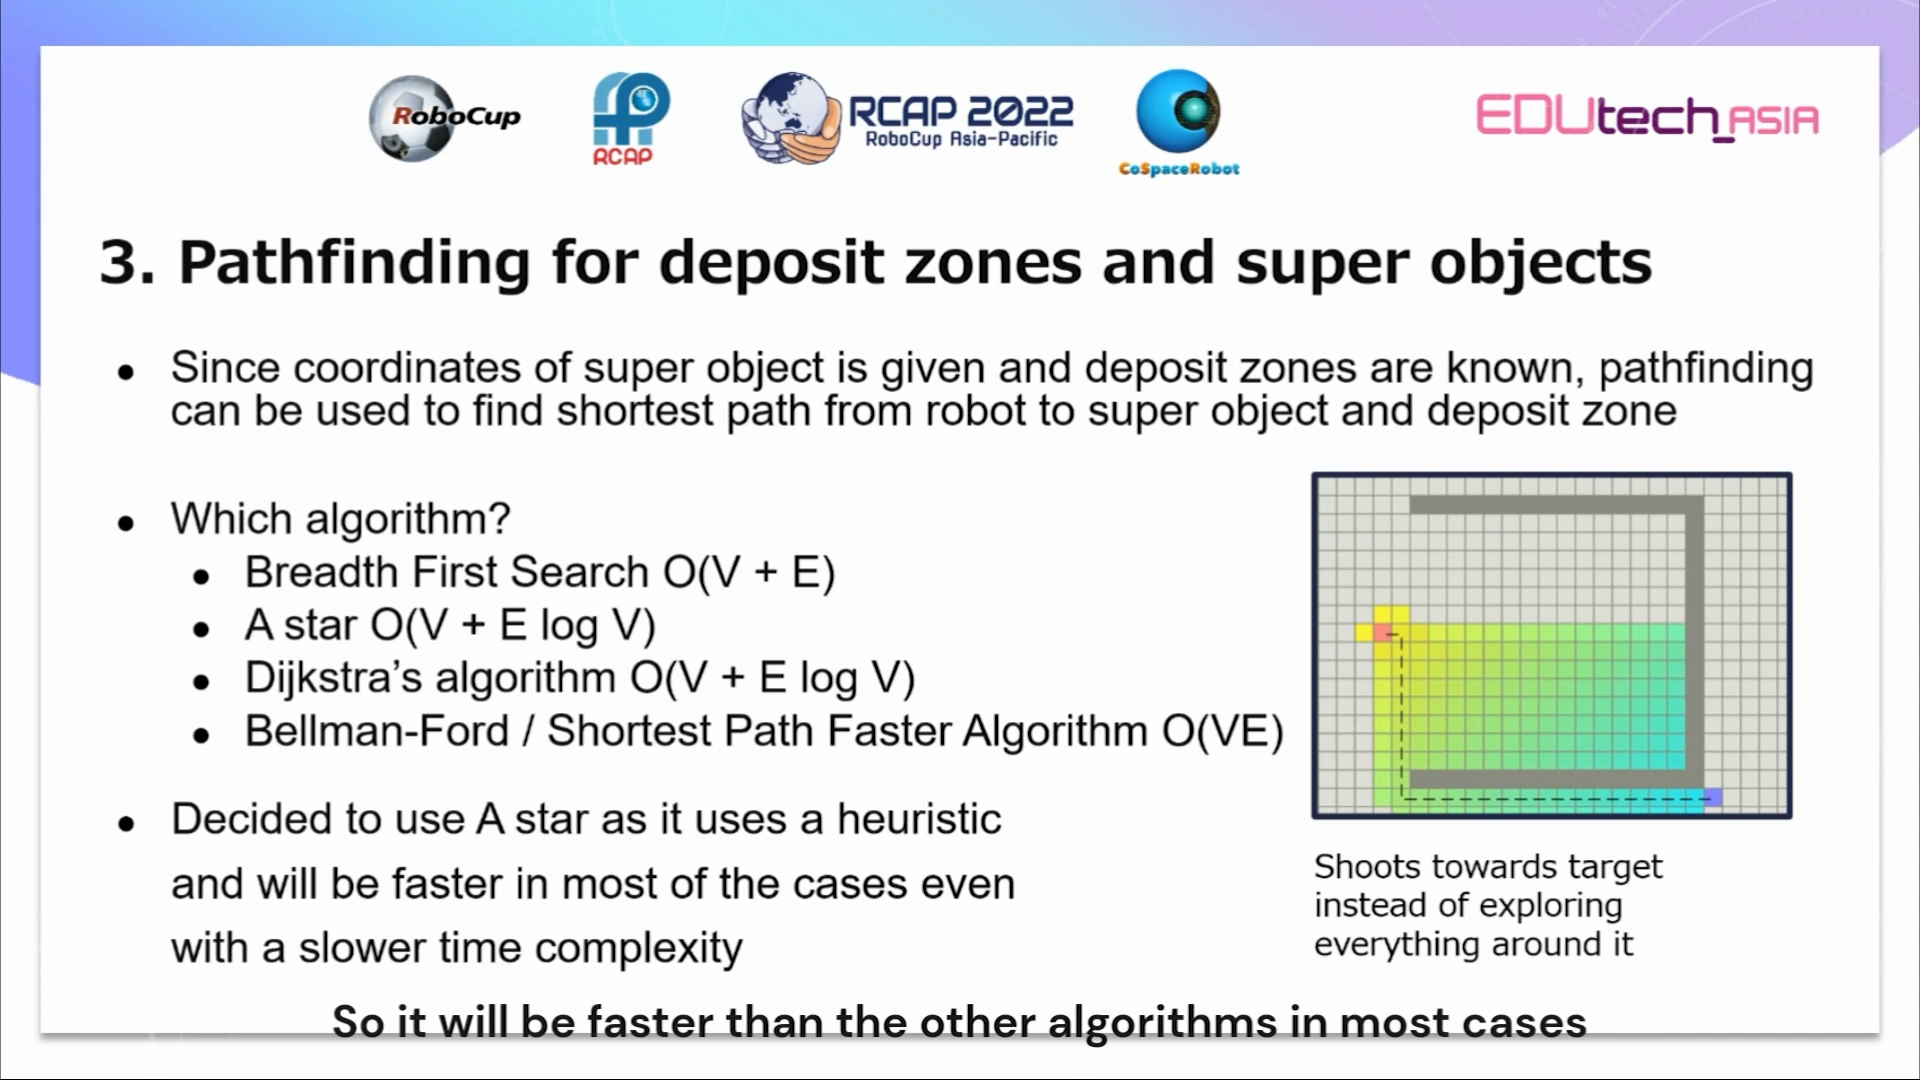 RoboCup
RCAP
RCAP 2022
RoboCup Asia-Pacific
CoSpaceRobot
EDUtech_ASIA
3. Pathfinding for deposit zones and super objects
• Since coordinates of super object is given and deposit zones are known, pathfinding
can be used to find shortest path from robot to super object and deposit zone
• Which algorithm?
• Breadth First Search O(V + E)
• A star O(V + E log V)
• Dijkstra’s algorithm O(V + E log V)
• Bellman-Ford / Shortest Path Faster Algorithm O(VE)
• Decided to use A star as it uses a heuristic
and will be faster in most of the cases even
with a slower time complexity
Shoots towards target
instead of exploring
everything around it
So it will be faster than the other algorithms in most cases